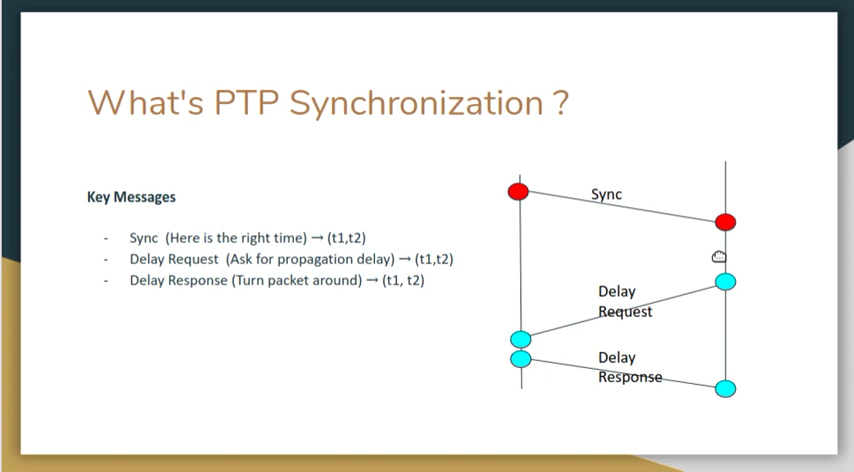 What's PTP Synchronization ?
Key Messages
- Sync (Here is the right time) → (t1,t2)
- Delay Request (Ask for propagation delay) → (t1,t2)
- Delay Response (Turn packet around) → (t1, t2)
Sync
Delay
Request
Delay
Response